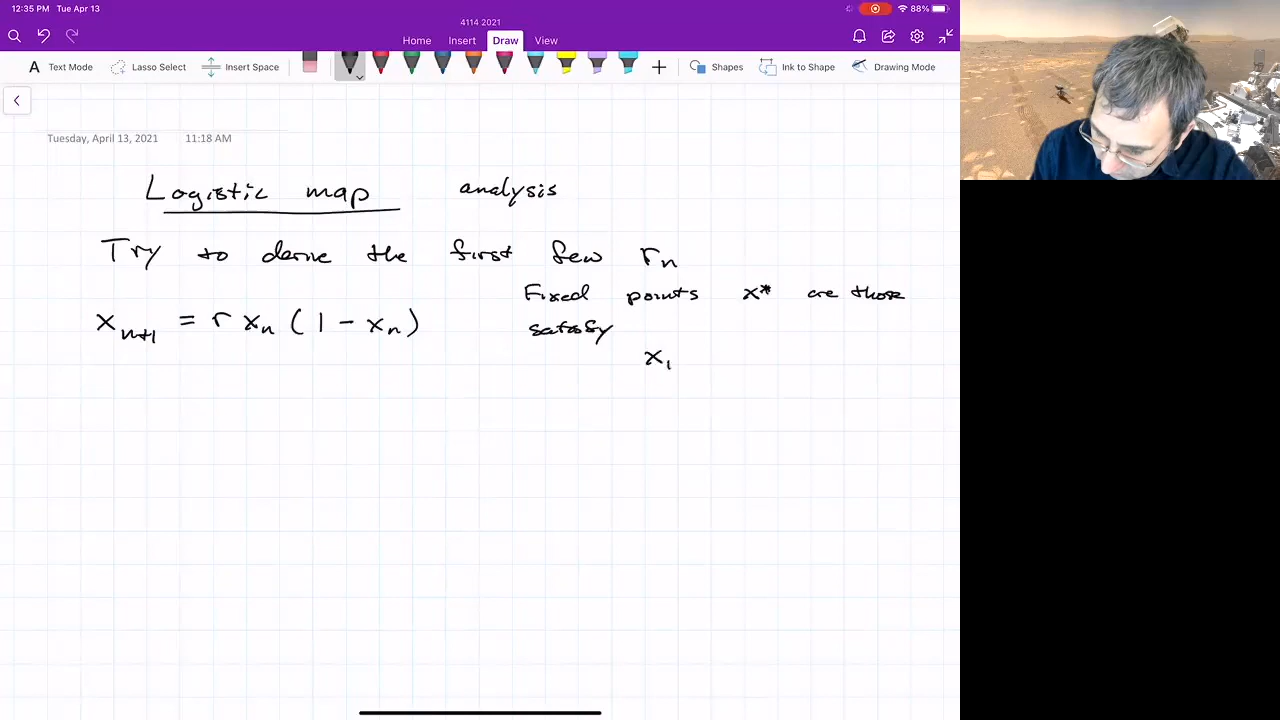 12:35 PM Tue Apr 13
88%
4114 2021
Home Insert Draw View
Text Mode Lasso Select Insert Space Shapes Ink to Shape Drawing Mode
Tuesday, April 13, 2021 11:18 AM
Logistic map analysis
Try to derive the first few rₙ
Fixed points x* are those
xₙ₊₁ = r xₙ (1 - xₙ)
satisfy
x₁